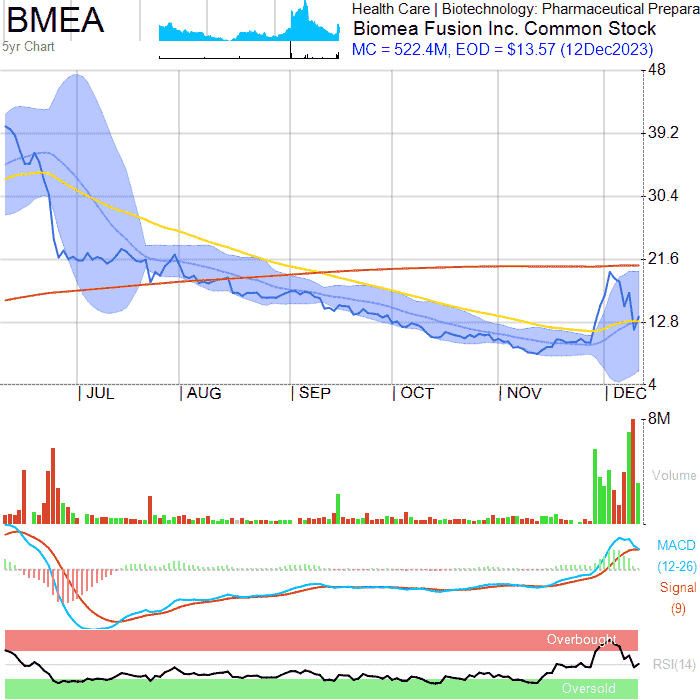 BMEA
5yr Chart
Health Care | Biotechnology: Pharmaceutical Prepara
Biomea Fusion Inc. Common Stock
MC = 522.4M, EOD = $13.57 (12Dec2023)
48
39.2
30.4
21.6
12.8
4
| JUL | AUG | SEP | OCT | NOV | DEC
8M
Volume
MACD
(12-26)
Signal
(9)
Overbought
RSI(14)
Oversold